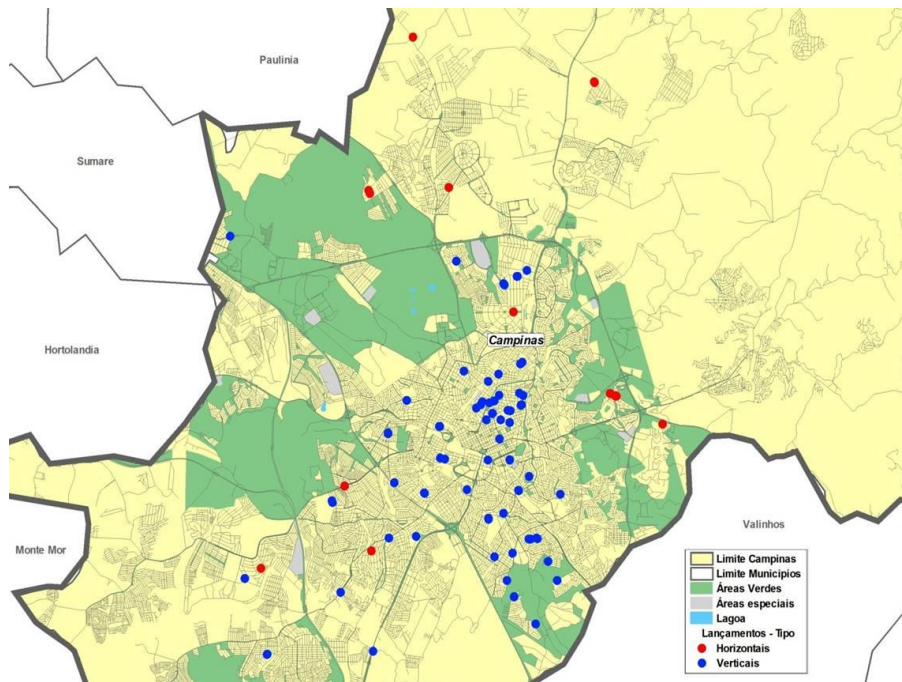 Paulinia
Sumare
Campinas
Hortolandia
Monte Mor
Valinhos
Limite Campinas
Limite Municipios
Áreas Verdes
Áreas especiais
Lagoa
Lançamentos - Tipo
Horizontais
Verticais